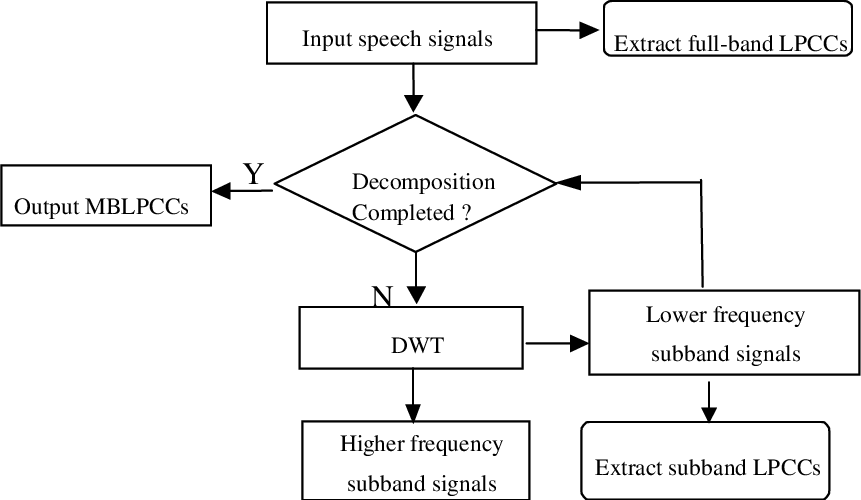 Input speech signals
Extract full-band LPCCs
Y
Decomposition
Completed ?
Output MBLPCCs
N
DWT
Lower frequency
subband signals
Higher frequency
subband signals
Extract subband LPCCs